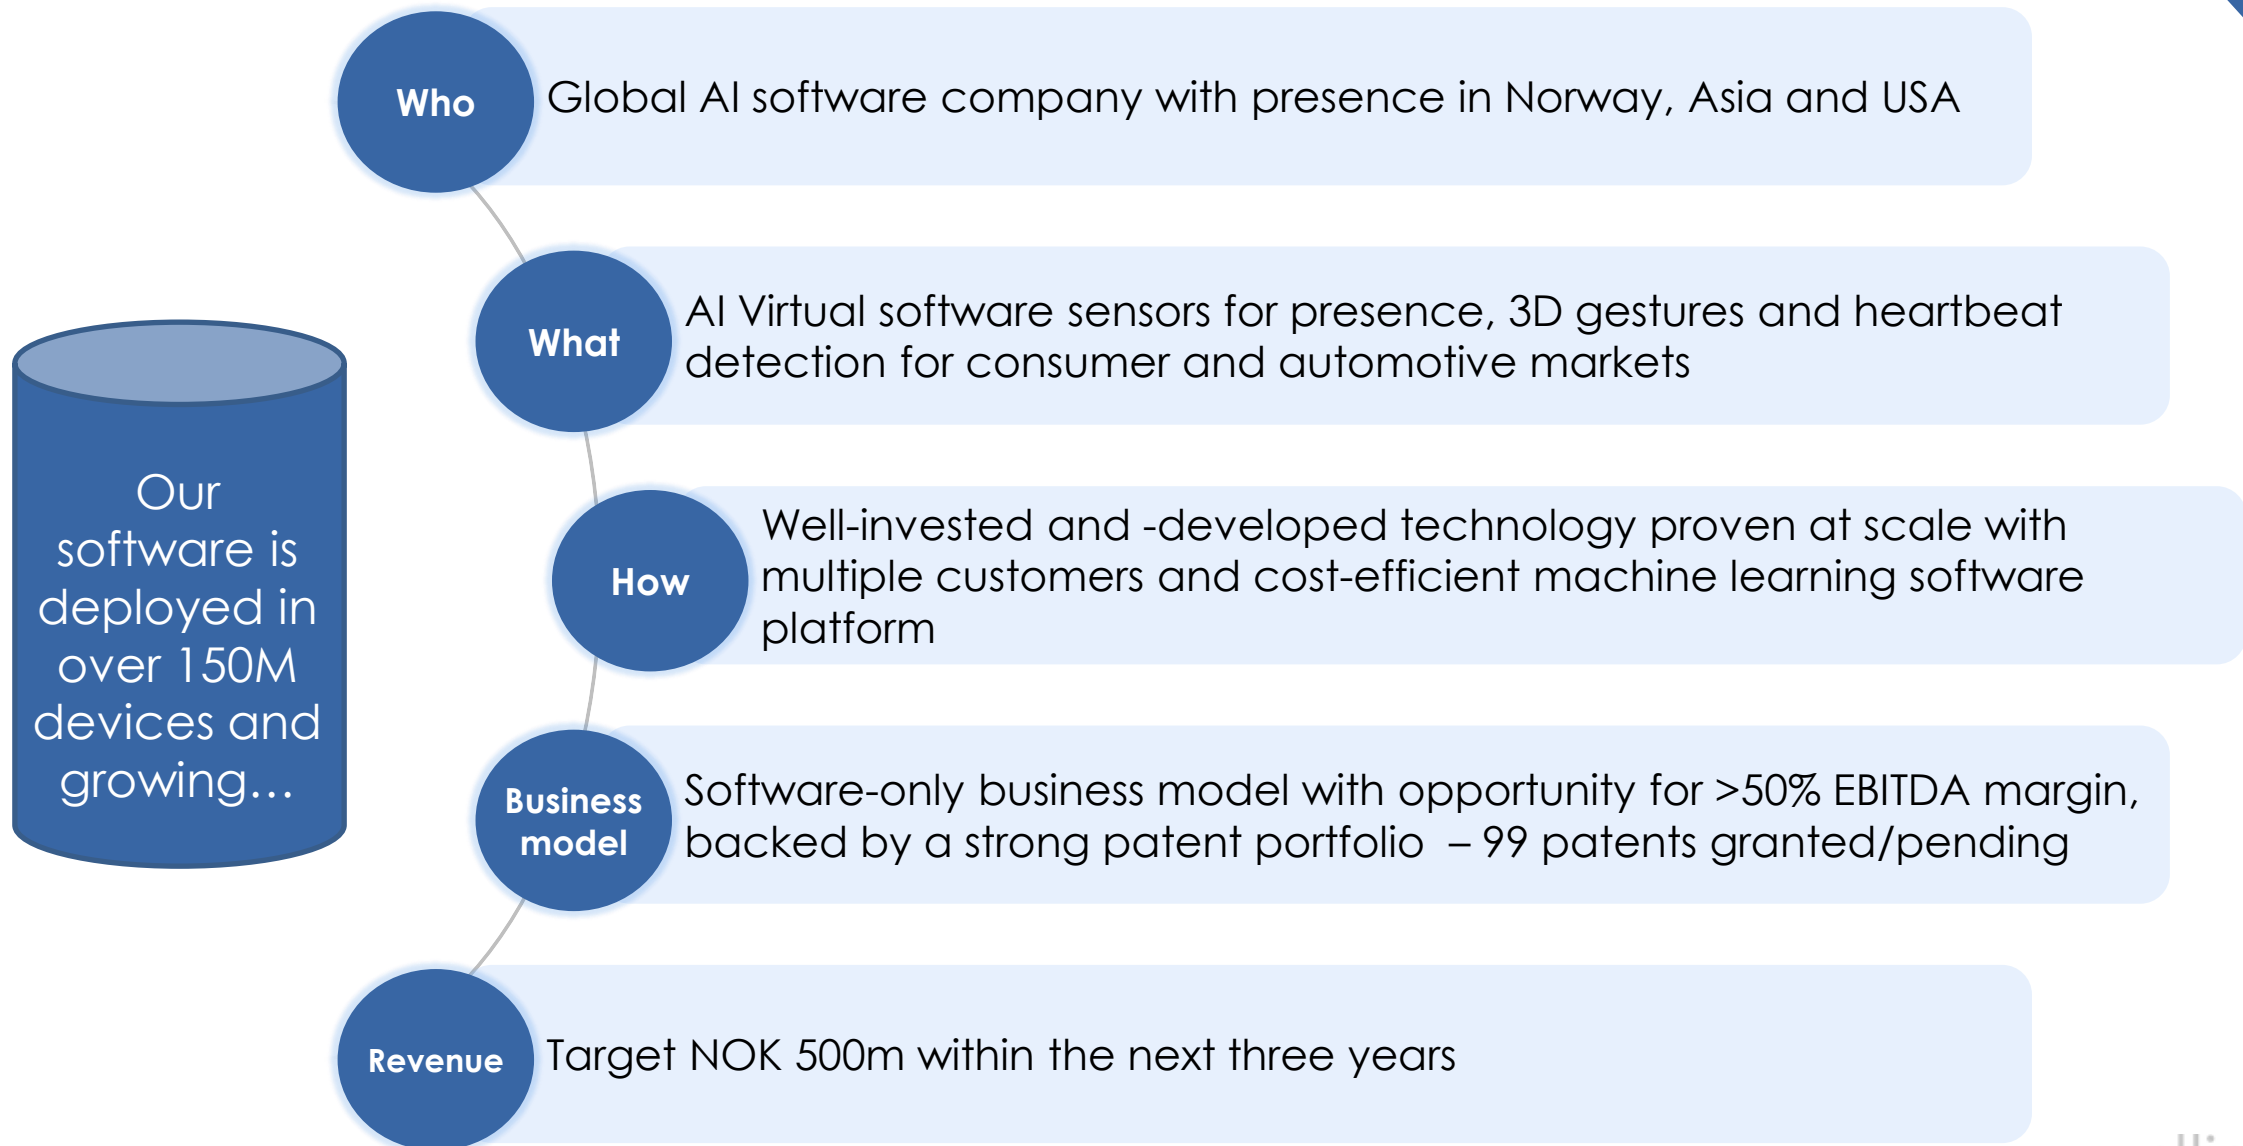 Who
Global AI software company with presence in Norway, Asia and USA
What
AI Virtual software sensors for presence, 3D gestures and heartbeat
detection for consumer and automotive markets
Our
software is
deployed in
over 150M
devices and
growing…
How
Well-invested and -developed technology proven at scale with
multiple customers and cost-efficient machine learning software
platform
Business
model
Software-only business model with opportunity for >50% EBITDA margin,
backed by a strong patent portfolio – 99 patents granted/pending
Revenue
Target NOK 500m within the next three years